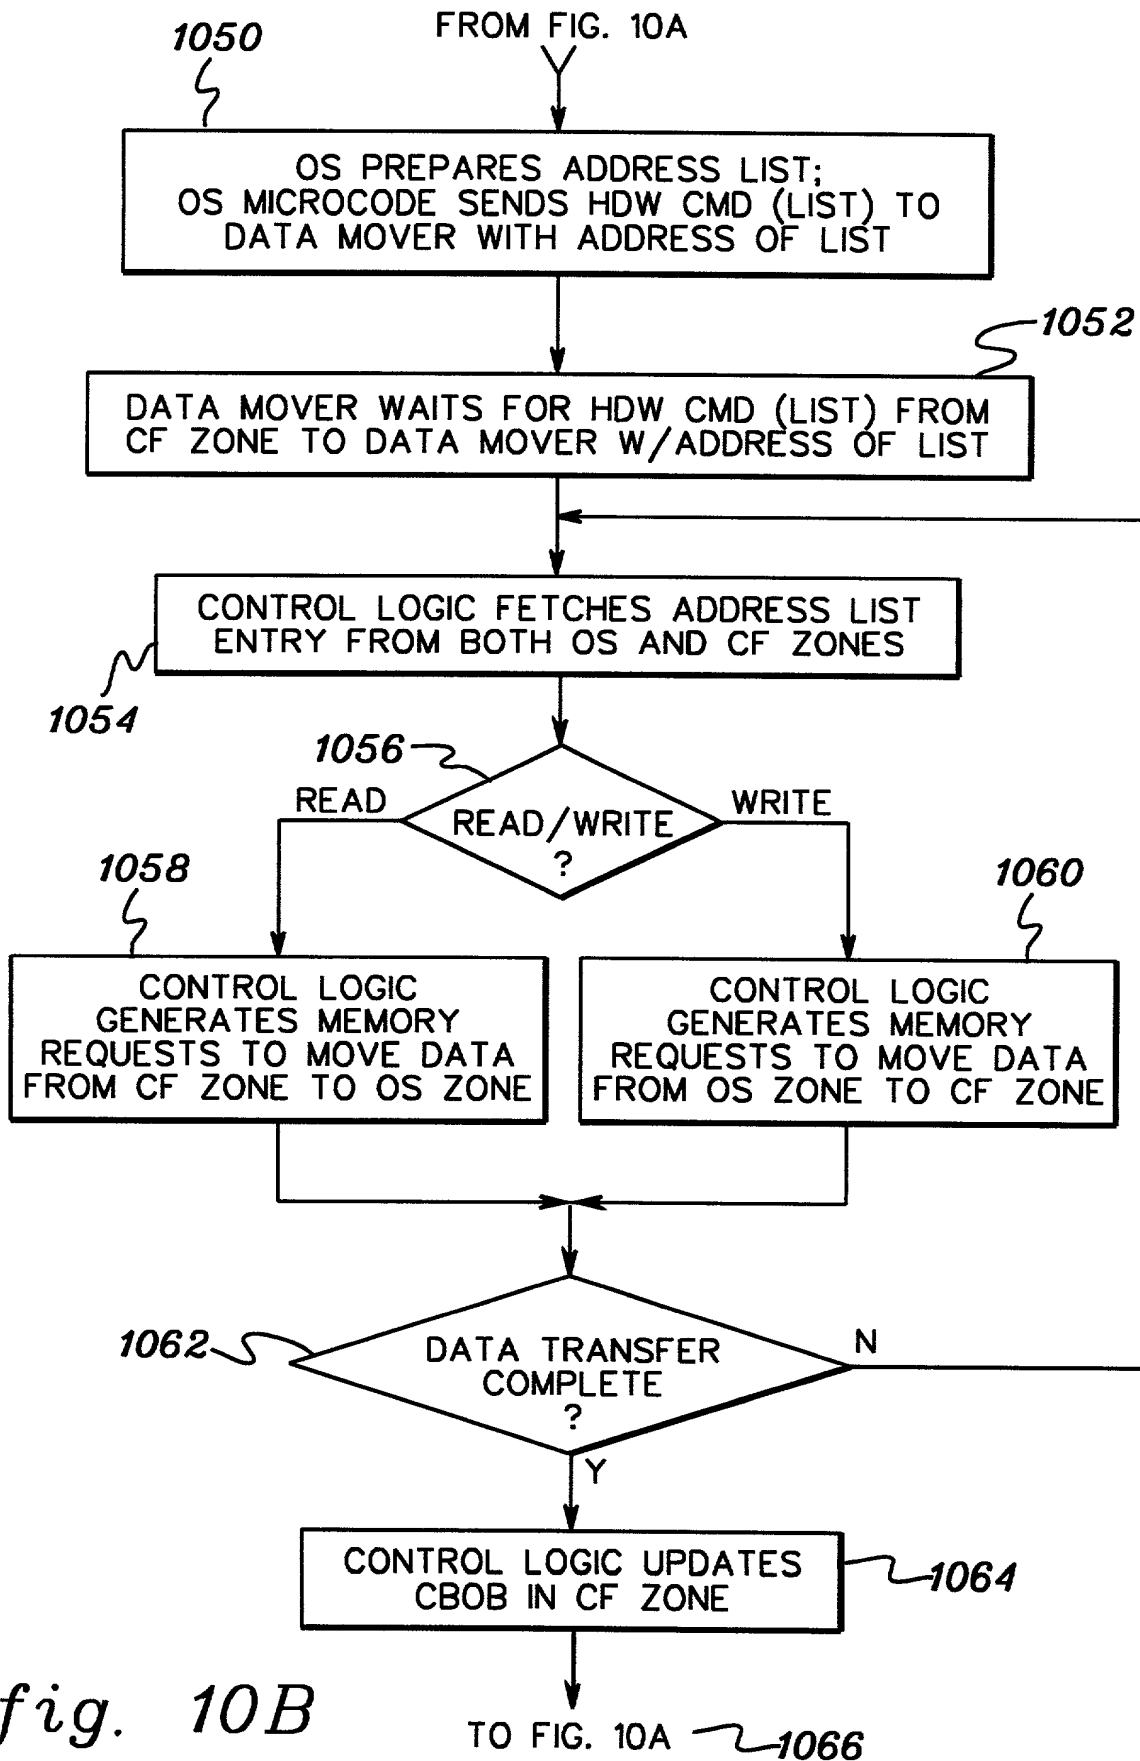 FROM FIG. 10A
1050
OS PREPARES ADDRESS LIST;
OS MICROCODE SENDS HDW CMD (LIST) TO
DATA MOVER WITH ADDRESS OF LIST
1052
DATA MOVER WAITS FOR HDW CMD (LIST) FROM
CF ZONE TO DATA MOVER W/ADDRESS OF LIST
CONTROL LOGIC FETCHES ADDRESS LIST
ENTRY FROM BOTH OS AND CF ZONES
1054
1056
READ
READ/WRITE
?
WRITE
1058
CONTROL LOGIC
GENERATES MEMORY
REQUESTS TO MOVE DATA
FROM CF ZONE TO OS ZONE
1060
CONTROL LOGIC
GENERATES MEMORY
REQUESTS TO MOVE DATA
FROM OS ZONE TO CF ZONE
1062
DATA TRANSFER
COMPLETE
?
N
Y
CONTROL LOGIC UPDATES
CBOB IN CF ZONE
1064
TO FIG. 10A
1066
fig. 10B